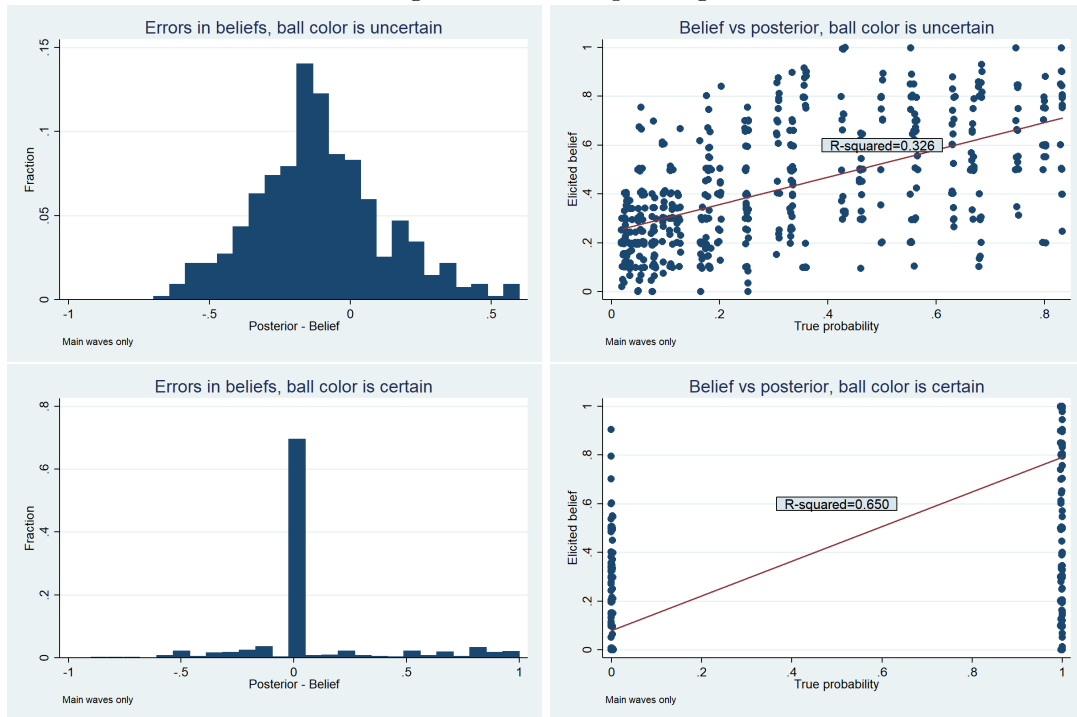 Errors in beliefs, ball color is uncertain
Fraction
.15
.1
.05
0
-1
-.5
0
.5
Posterior - Belief
Main waves only
Belief vs posterior, ball color is uncertain
Elicited belief
1
.8
.6
.4
.2
0
R-squared=0.326
0
.2
.4
.6
.8
True probability
Main waves only
Errors in beliefs, ball color is certain
Fraction
.8
.6
.4
.2
0
-1
-.5
0
.5
1
Posterior - Belief
Main waves only
Belief vs posterior, ball color is certain
Elicited belief
1
.8
.6
.4
.2
0
R-squared=0.650
0
.2
.4
.6
.8
1
True probability
Main waves only